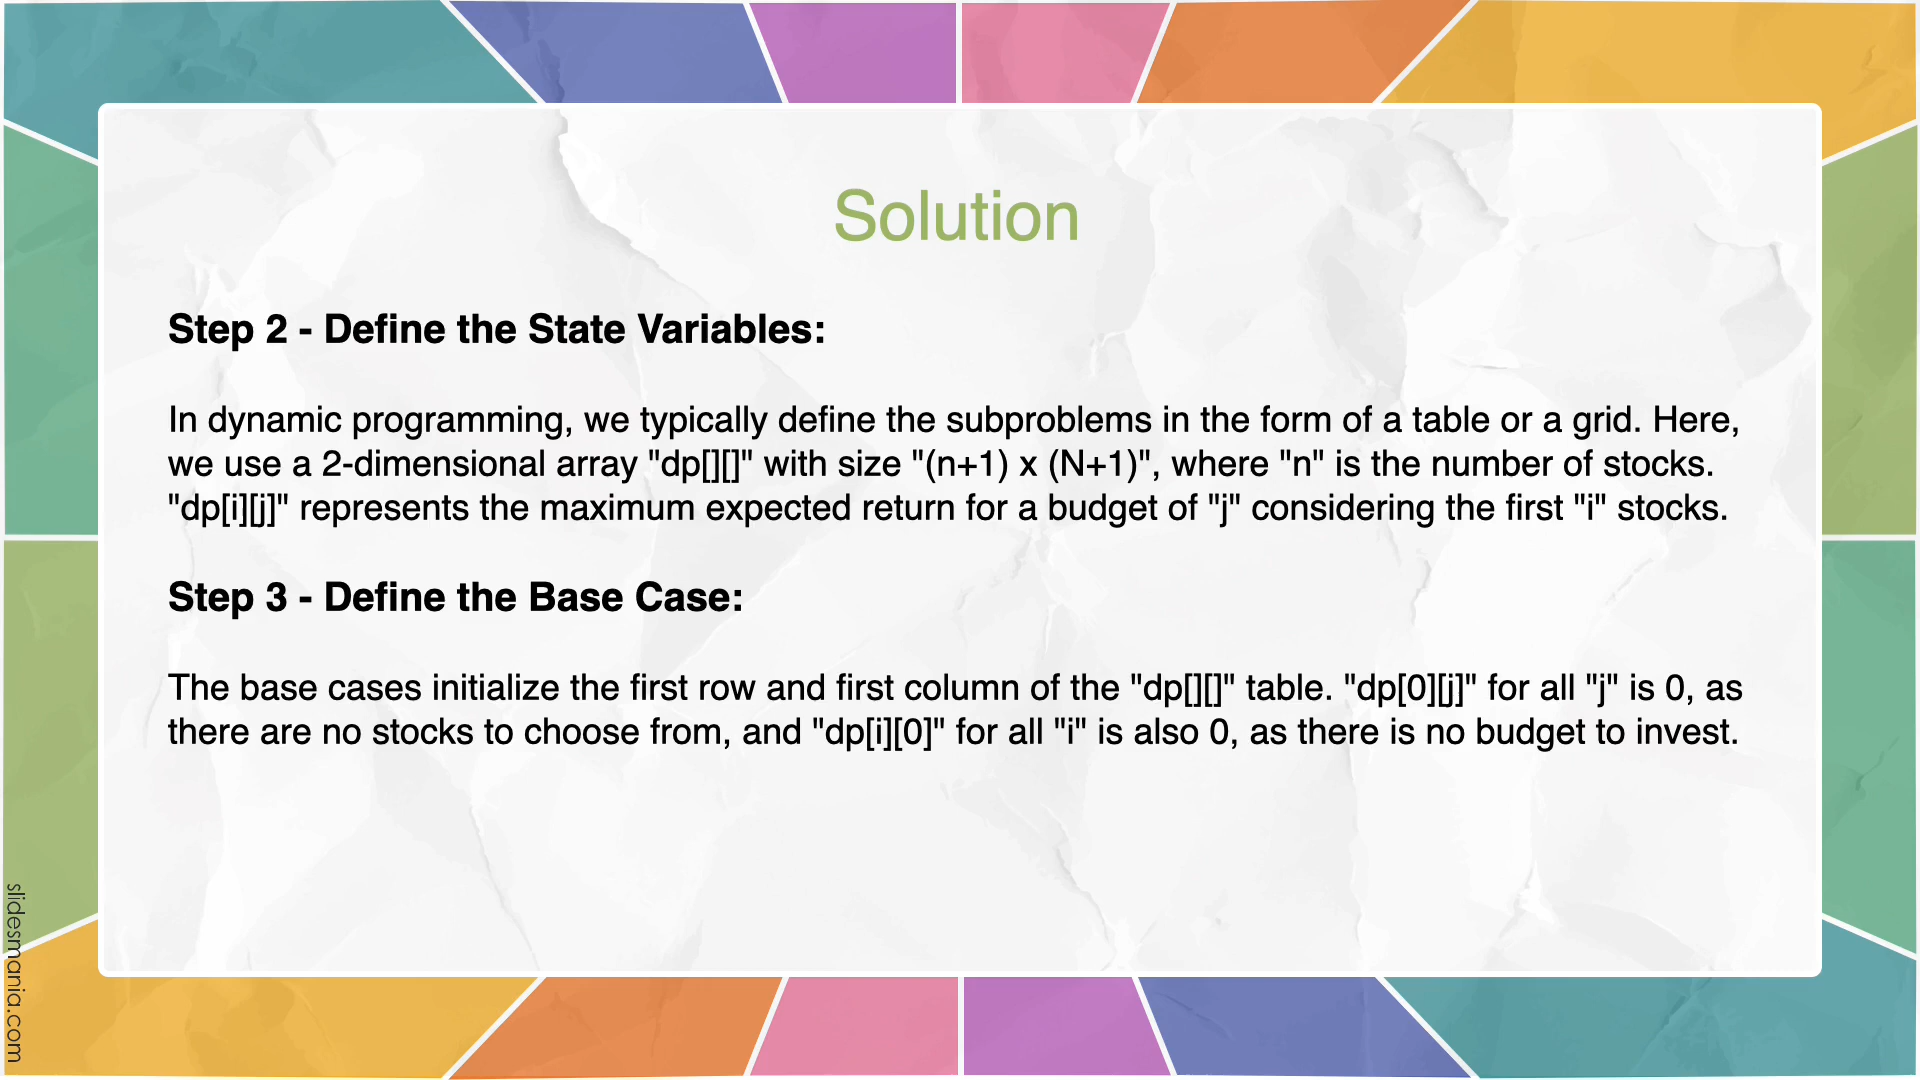 Solution
Step 2 - Define the State Variables:
In dynamic programming, we typically define the subproblems in the form of a table or a grid. Here,
we use a 2-dimensional array "dp[][]" with size "(n+1) x (N+1)", where "n" is the number of stocks.
"dp[i][j]" represents the maximum expected return for a budget of "j" considering the first "i" stocks.
Step 3 - Define the Base Case:
The base cases initialize the first row and first column of the "dp[][]" table. "dp[0][j]" for all "j" is 0, as
there are no stocks to choose from, and "dp[i][0]" for all "i" is also 0, as there is no budget to invest.
slidesmania.com